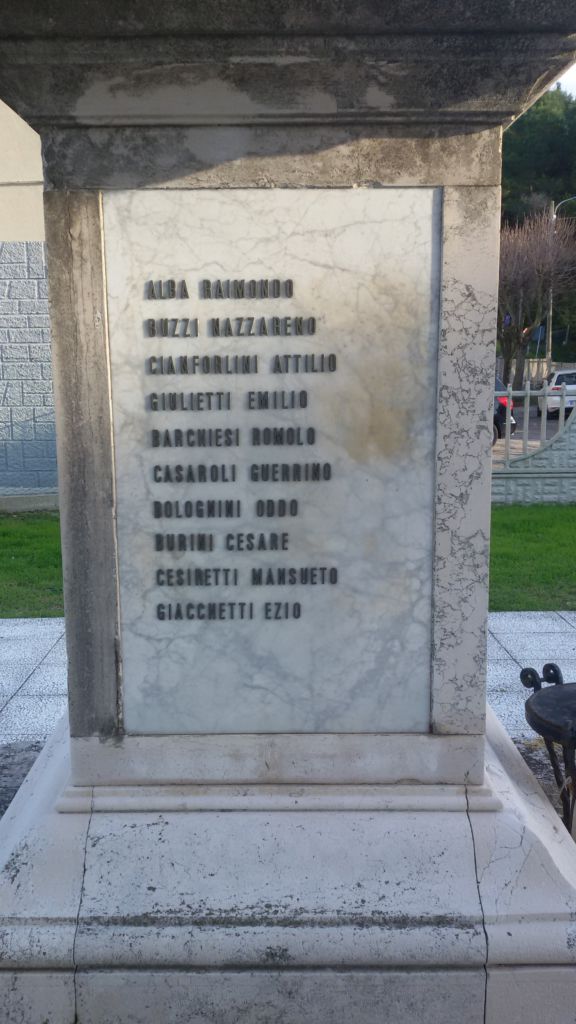 ALBA RAIMONDO
BUZZI NAZZARENO
CIANFORLINI ATTILIO
GIULIETTI EMILIO
BARCHIESI ROMOLO
CASAROLI GUERRINO
BOLOGNINI ODDO
BURINI CESARE
CESIRETTI MANSUETO
GIACCHETTI EZIO